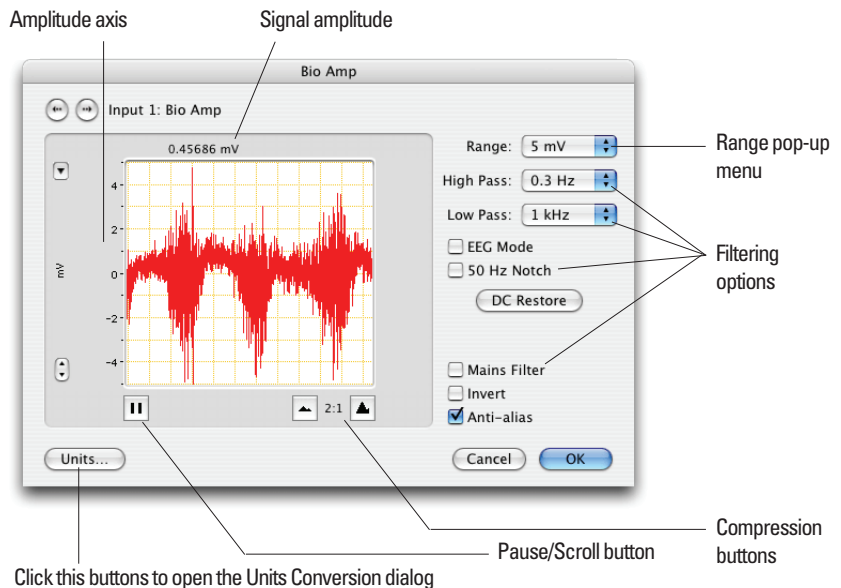 Amplitude axis
Signal amplitude
Bio Amp
Input 1: Bio Amp
0.45686 mV
Range: 5 mV
Range pop-up
menu
High Pass: 0.3 Hz
Low Pass: 1 kHz
EEG Mode
50 Hz Notch
Filtering
options
DC Restore
4
2
0
-2
-4
mV
Mains Filter
Invert
Anti-alias
2:1
Units...
Cancel
OK
Compression
buttons
Pause/Scroll button
Click this buttons to open the Units Conversion dialog